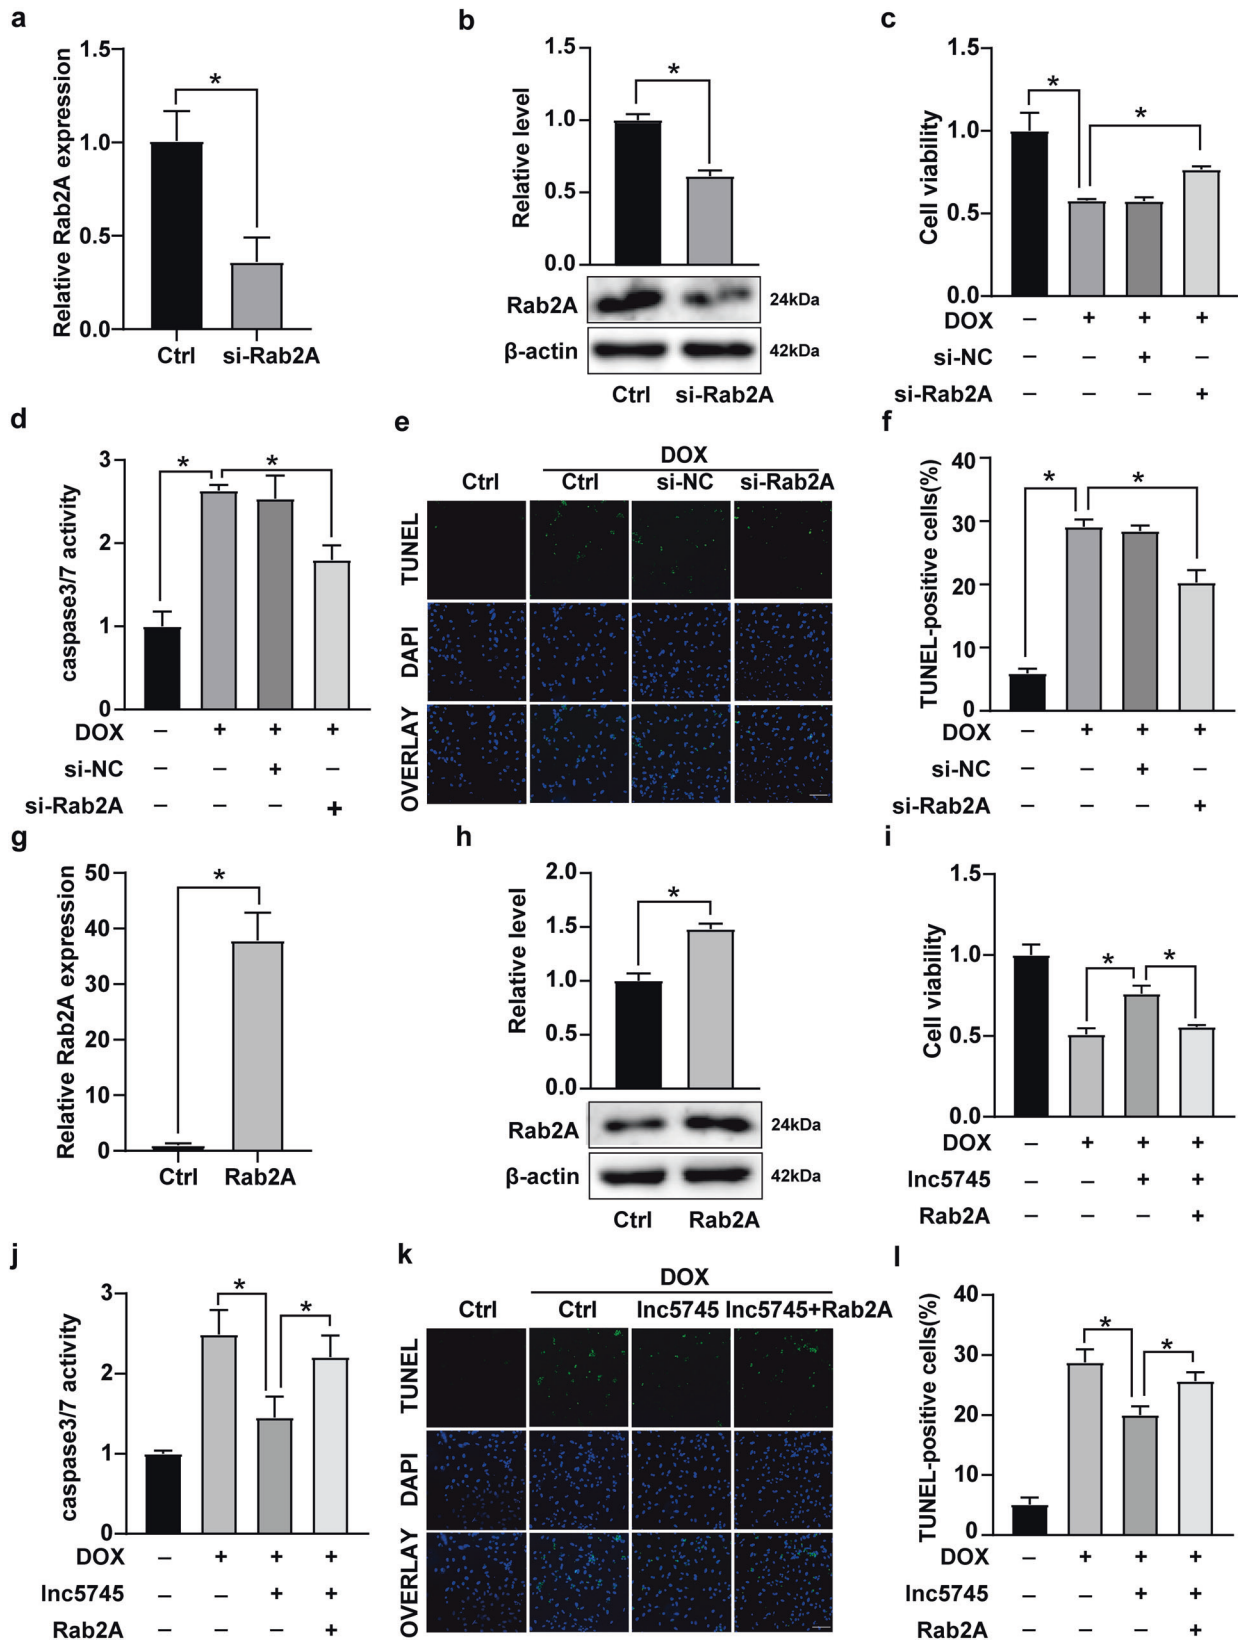 a
Relative Rab2A expression
1.5
1.0
0.5
0.0
*
Ctrl si-Rab2A
b
Relative level
1.5
1.0
0.5
0.0
*
Rab2A 24kDa
β-actin 42kDa
Ctrl si-Rab2A
c
Cell viability
1.5
1.0
0.5
0.0
* *
DOX – + + +
si-NC – – + –
si-Rab2A – – – +
d
caspase3/7 activity
3
2
1
0
* *
DOX – + + +
si-NC – – + –
si-Rab2A – – – +
e
DOX
Ctrl Ctrl si-NC si-Rab2A
TUNEL
DAPI
OVERLAY
f
TUNEL-positive cells(%)
40
30
20
10
0
* *
DOX – + + +
si-NC – – + –
si-Rab2A – – – +
g
Relative Rab2A expression
50
40
30
20
10
0
*
Ctrl Rab2A
h
Relative level
2.0
1.5
1.0
0.5
0.0
*
Rab2A 24kDa
β-actin 42kDa
Ctrl Rab2A
i
Cell viability
1.5
1.0
0.5
0.0
* *
DOX – + + +
lnc5745 – – + +
Rab2A – – – +
j
caspase3/7 activity
3
2
1
0
* *
DOX – + + +
lnc5745 – – + +
Rab2A – – – +
k
DOX
Ctrl Ctrl lnc5745 lnc5745+Rab2A
TUNEL
DAPI
OVERLAY
l
TUNEL-positive cells(%)
40
30
20
10
0
* *
DOX – + + +
lnc5745 – – + +
Rab2A – – – +